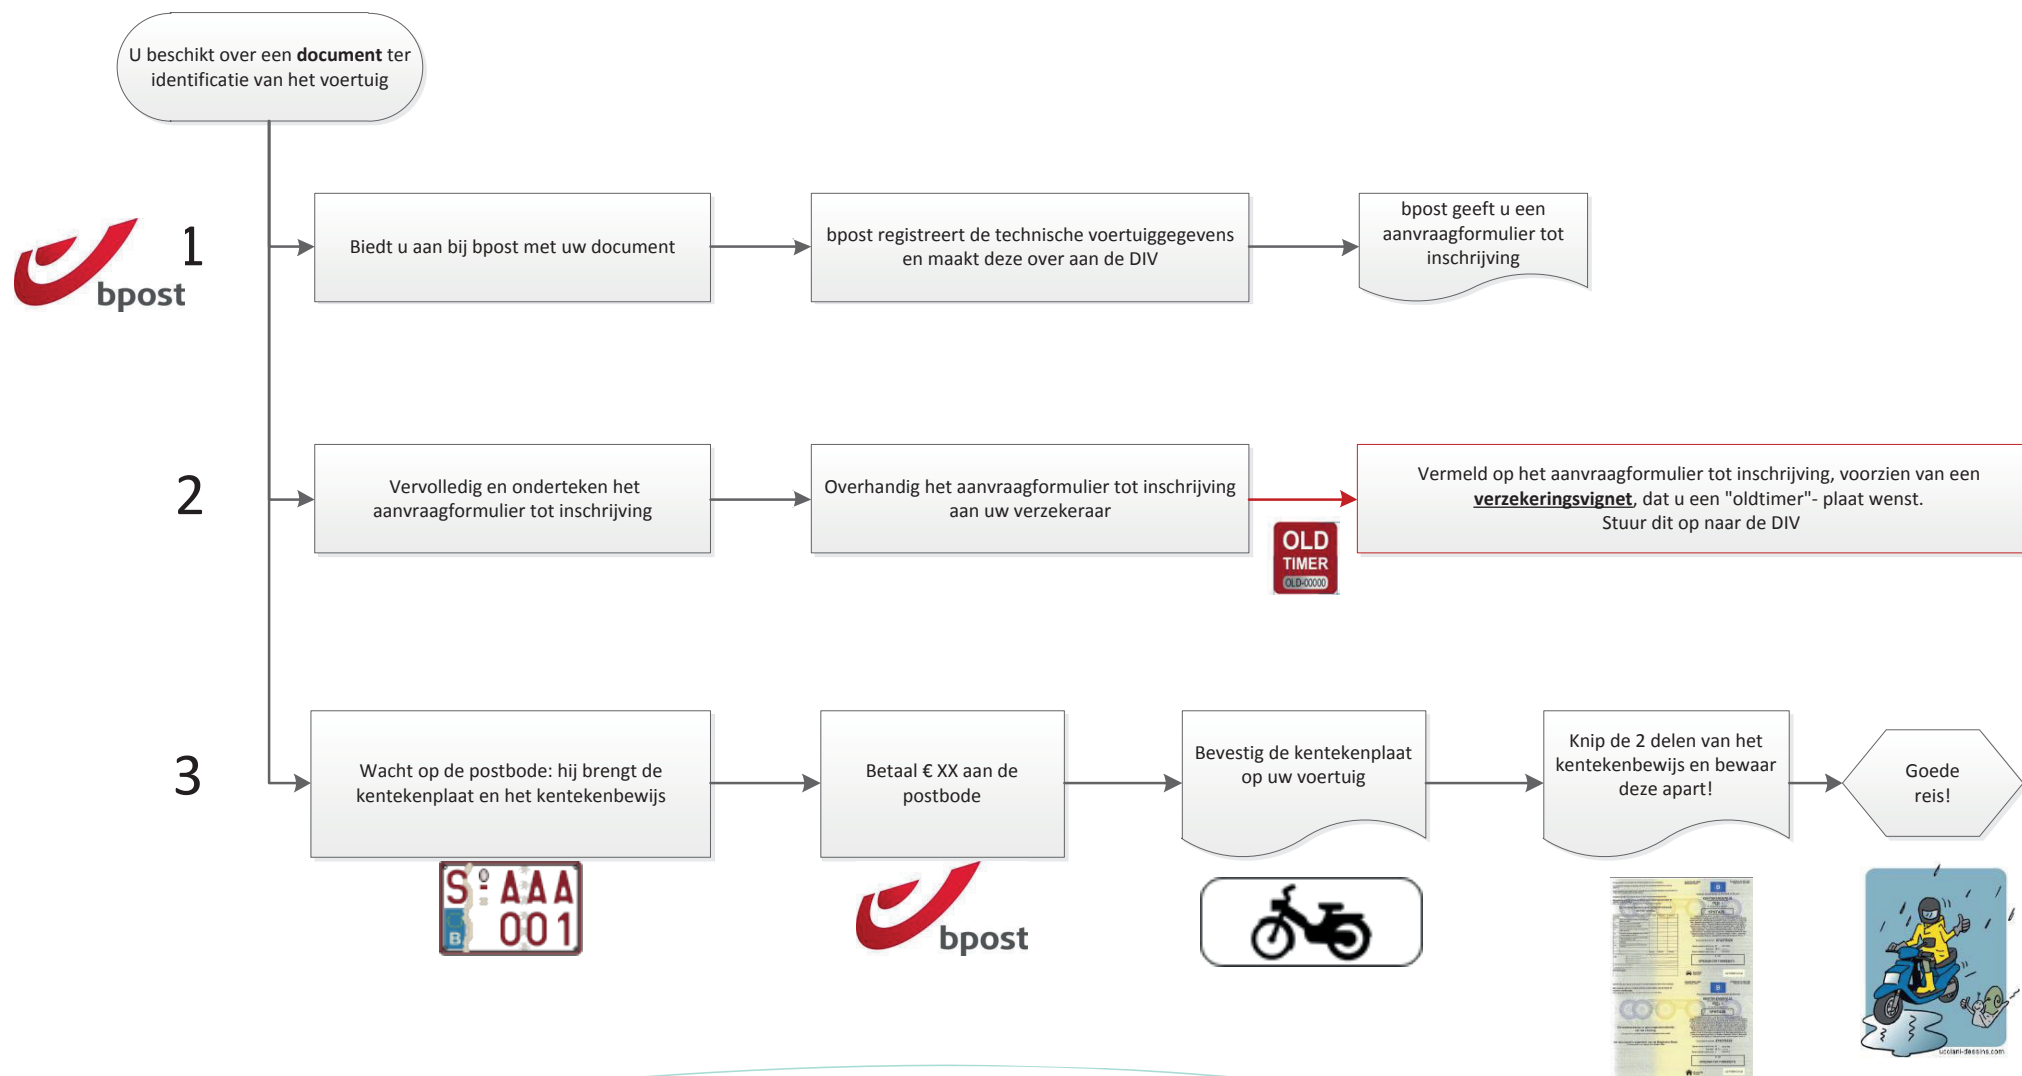 U beschikt over een document ter
identificatie van het voertuig
bpost
1
Biedt u aan bij bpost met uw document
bpost registreert de technische voertuiggegevens
en maakt deze over aan de DIV
bpost geeft u een
aanvraagformulier tot
inschrijving
2
Vervolledig en onderteken het
aanvraagformulier tot inschrijving
Overhandig het aanvraagformulier tot inschrijving
aan uw verzekeraar
OLD
TIMER
OLD-00000
Vermeld op het aanvraagformulier tot inschrijving, voorzien van een
verzekeringsvignet, dat u een "oldtimer"- plaat wenst.
Stuur dit op naar de DIV
3
Wacht op de postbode: hij brengt de
kentekenplaat en het kentekenbewijs
Betaal € XX aan de
postbode
Bevestig de kentekenplaat
op uw voertuig
Knip de 2 delen van het
kentekenbewijs en bewaar
deze apart!
Goede
reis!
S-AAA
B 001
bpost
ucciani-dessins.com